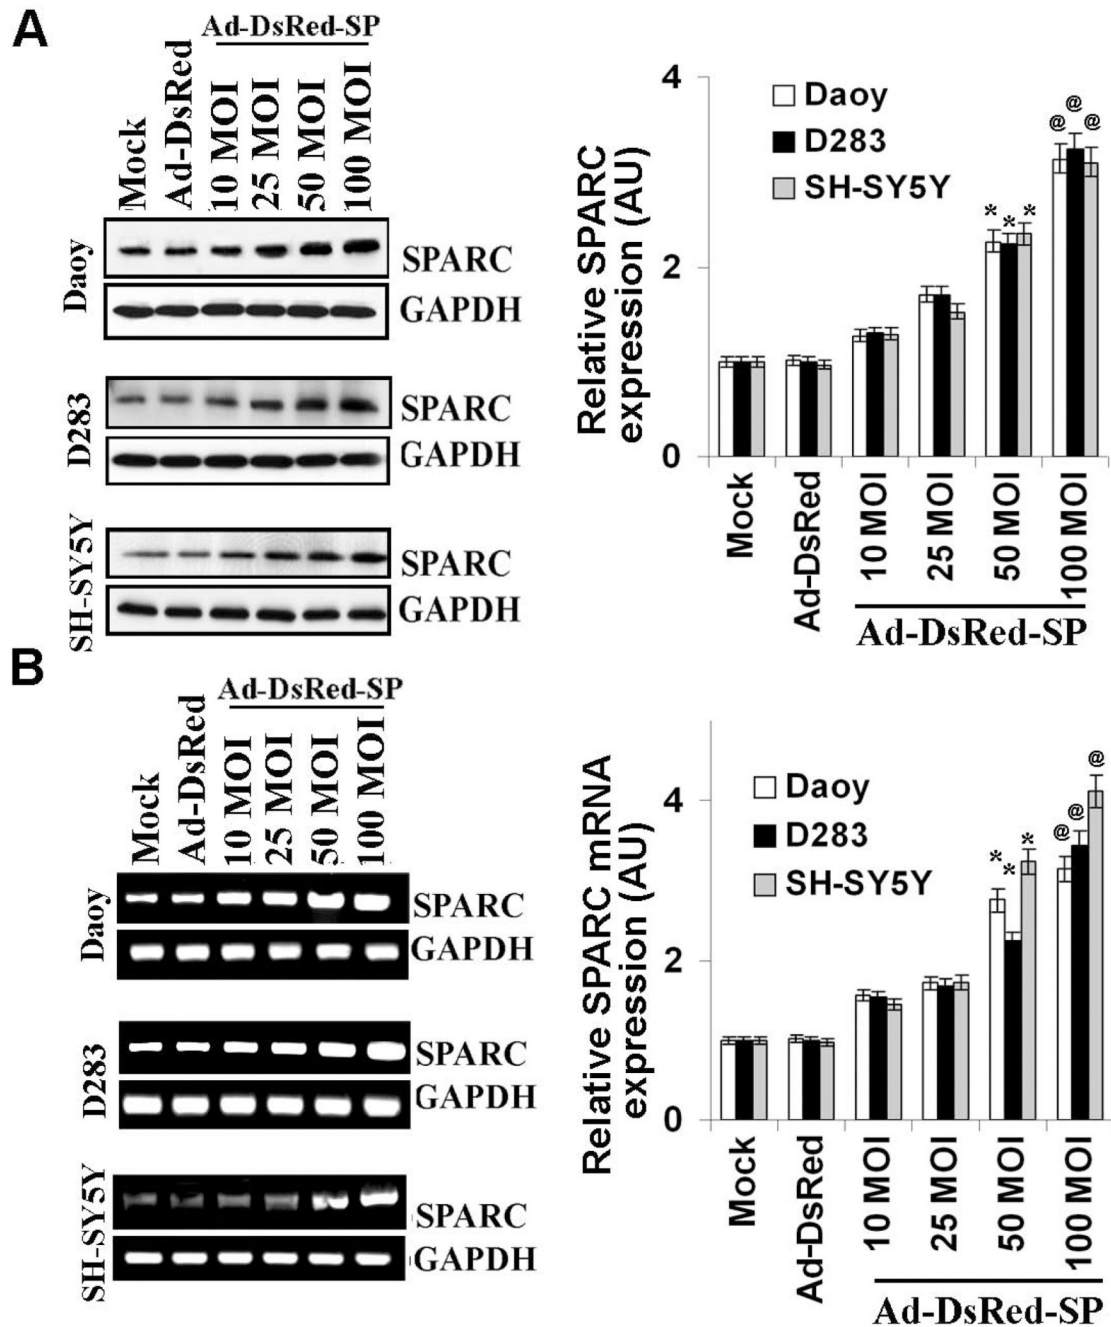 A
Ad-DsRed-SP
Mock
Ad-DsRed
10 MOI
25 MOI
50 MOI
100 MOI
Daoy
SPARC
GAPDH
D283
SPARC
GAPDH
SH-SY5Y
SPARC
GAPDH
Relative SPARC
expression (AU)
4
2
0
Daoy
D283
SH-SY5Y
* * *
@ @ @
Mock
Ad-DsRed
10 MOI
25 MOI
50 MOI
100 MOI
Ad-DsRed-SP
B
Ad-DsRed-SP
Mock
Ad-DsRed
10 MOI
25 MOI
50 MOI
100 MOI
Daoy
SPARC
GAPDH
D283
SPARC
GAPDH
SH-SY5Y
SPARC
GAPDH
Relative SPARC mRNA
expression (AU)
4
2
0
Daoy
D283
SH-SY5Y
* * *
@ @ @
Mock
Ad-DsRed
10 MOI
25 MOI
50 MOI
100 MOI
Ad-DsRed-SP